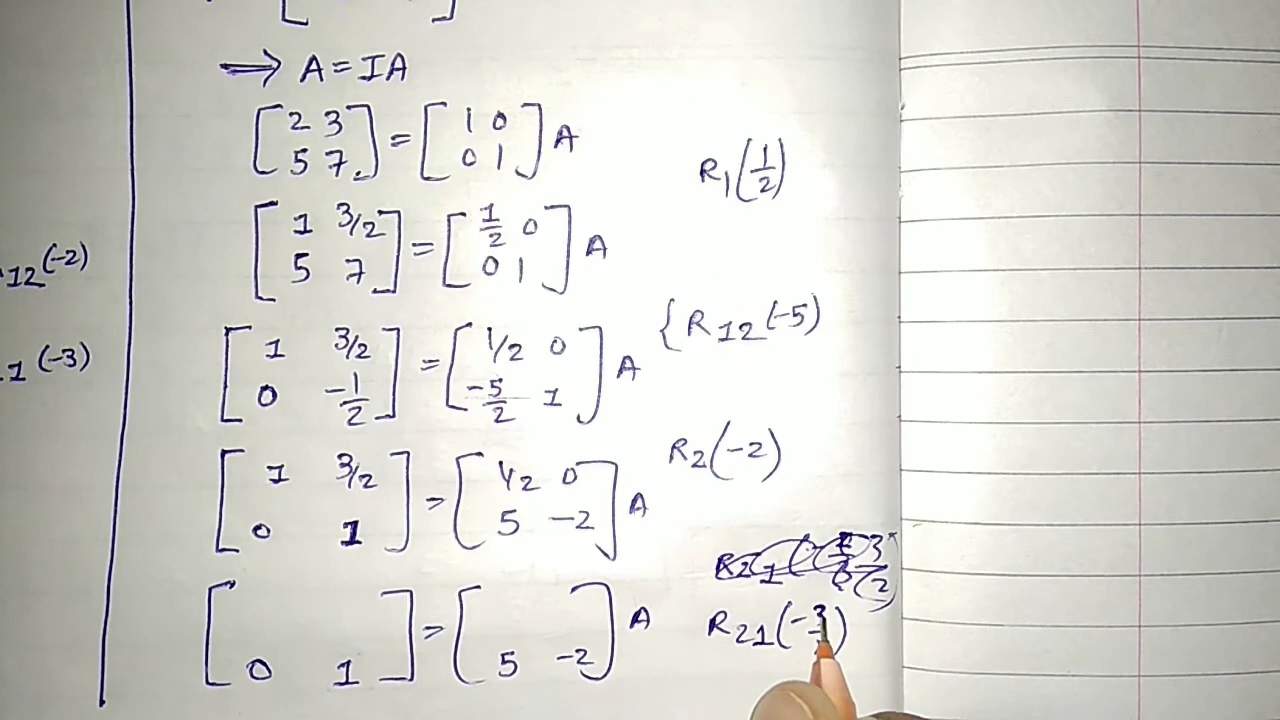 ⟹ A = IA
[2 3; 5 7] = [1 0; 0 1] A
R1(1/2)
[1 3/2; 5 7] = [1/2 0; 0 1] A
12(-2)
{R12(-5)
[1 3/2; 0 -1/2] = [1/2 0; -5/2 1] A
1(-3)
R2(-2)
[1 3/2; 0 1] = [1/2 0; 5 -2] A
[ ; 0 1] = [ ; 5 -2] A
R21(-3